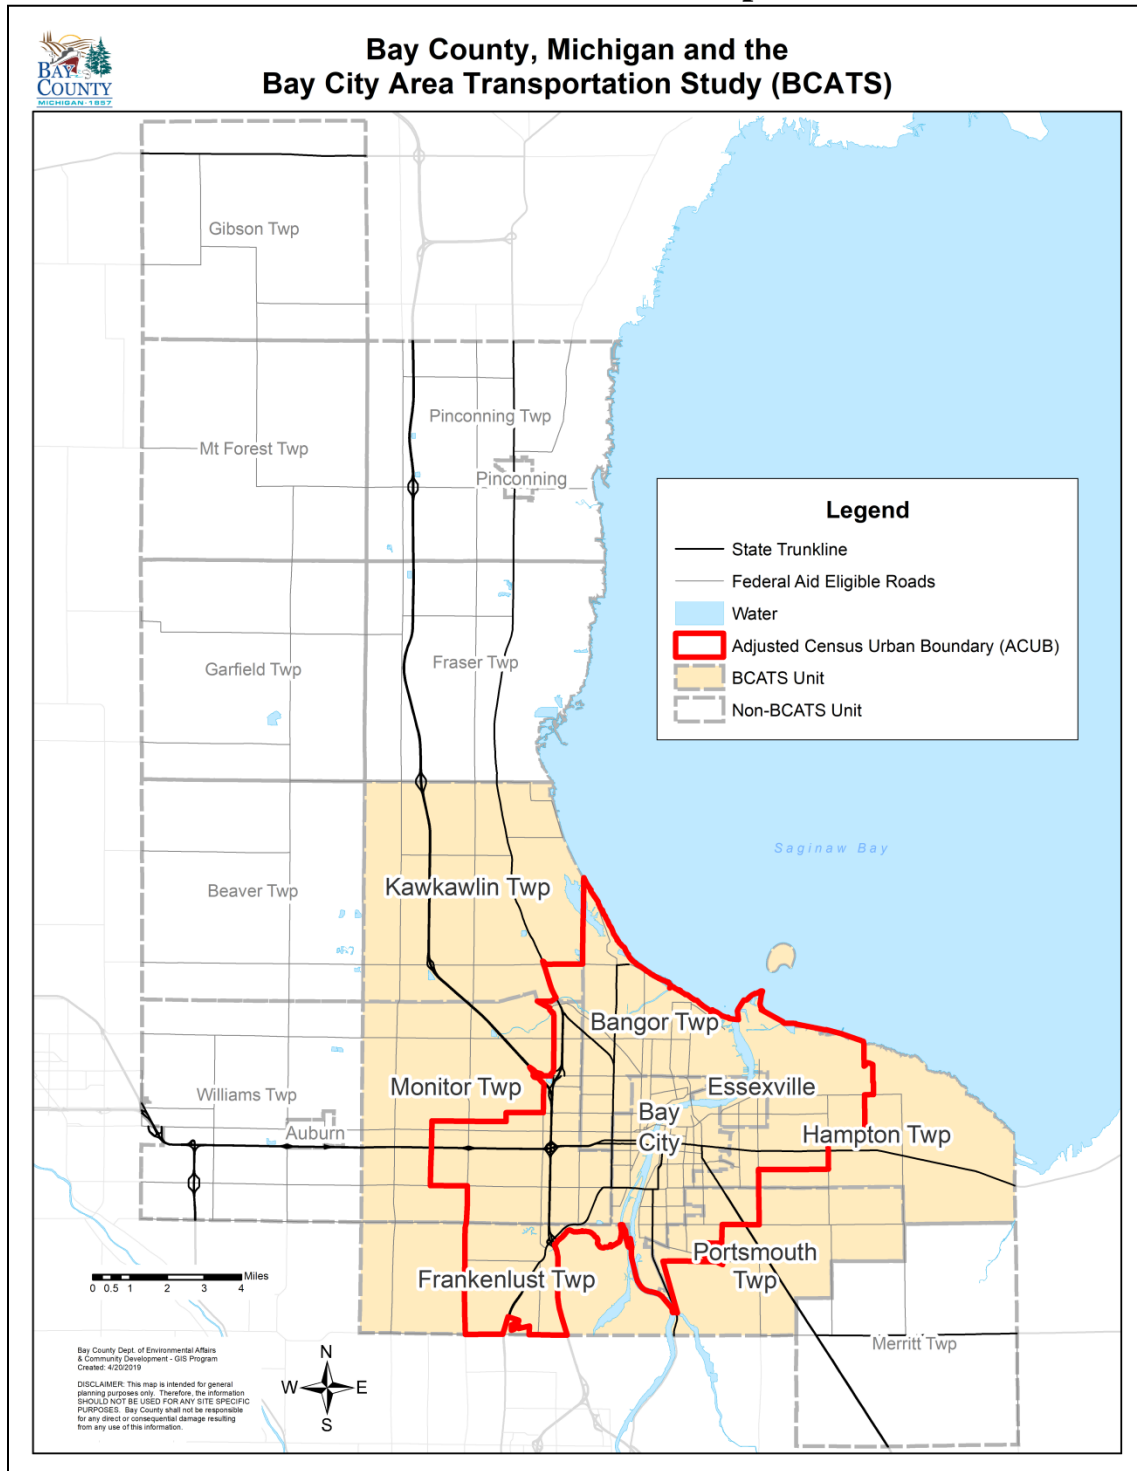 Bay County, Michigan and the
Bay City Area Transportation Study (BCATS)
BAY
COUNTY
MICHIGAN-1857
Gibson Twp
Pinconning Twp
Mt Forest Twp
Pinconning
Legend
State Trunkline
Federal Aid Eligible Roads
Water
Adjusted Census Urban Boundary (ACUB)
BCATS Unit
Non-BCATS Unit
Garfield Twp
Fraser Twp
Saginaw Bay
Beaver Twp
Kawkawlin Twp
Bangor Twp
Monitor Twp
Essexville
Williams Twp
Auburn
Bay
City
Hampton Twp
Portsmouth
Twp
Frankenlust Twp
Merritt Twp
Miles
0 0.5 1 2 3 4
Bay County Dept. of Environmental Affairs
& Community Development - GIS Program
Created: 4/20/2019
DISCLAIMER: This map is intended for general
planning purposes only. Therefore, the information
SHOULD NOT BE USED FOR ANY SITE SPECIFIC
PURPOSES. Bay County shall not be responsible
for any direct or consequential damage resulting
from any use of this information.
N
W E
S